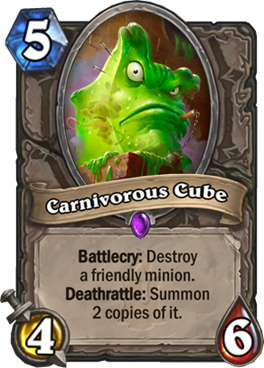 5
Carnivorous Cube
Battlecry: Destroy
a friendly minion.
Deathrattle: Summon
2 copies of it.
4
6